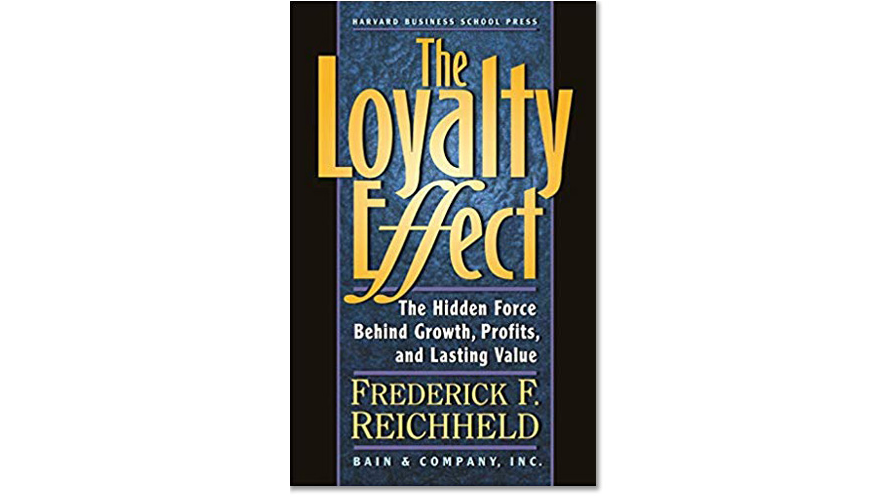 HARVARD BUSINESS SCHOOL PRESS
The
Loyalty
Effect
The Hidden Force
Behind Growth, Profits,
and Lasting Value
FREDERICK F.
REICHHELD
BAIN & COMPANY, INC.